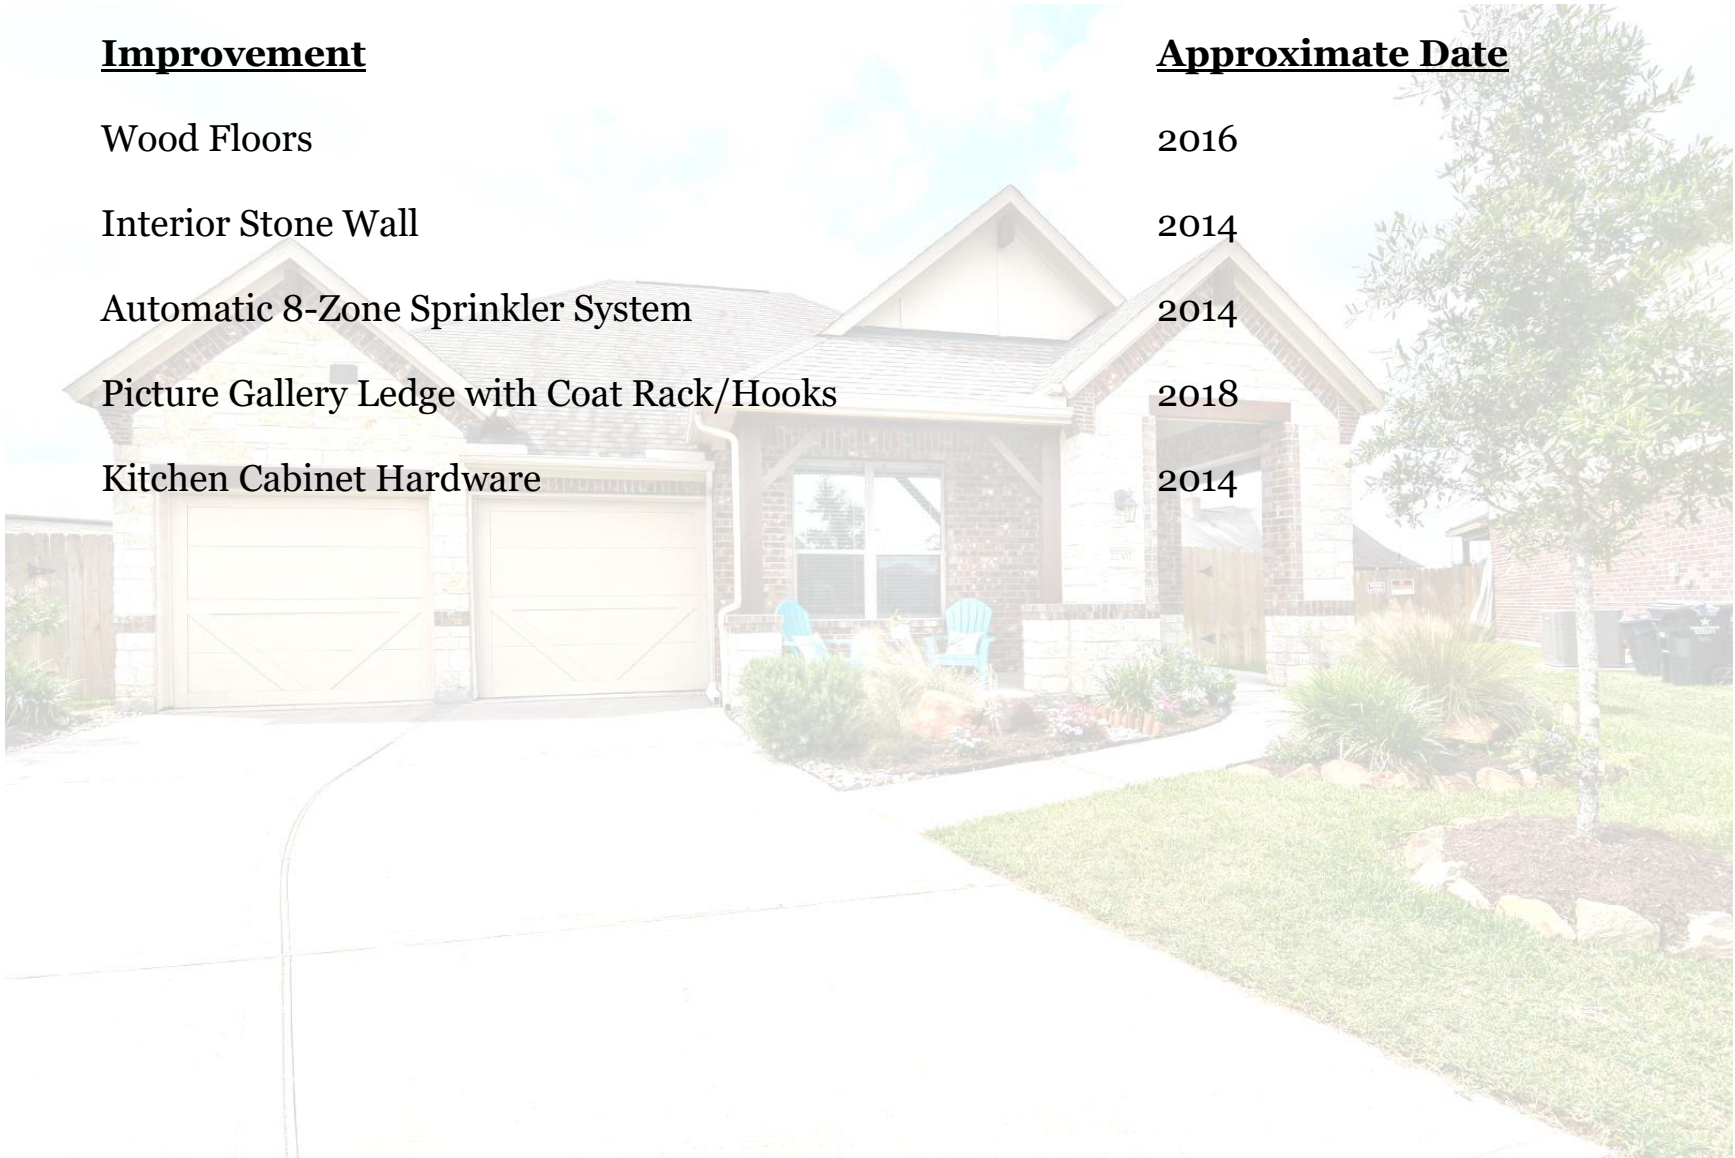 Improvement Approximate Date
Wood Floors 2016
Interior Stone Wall 2014
Automatic 8-Zone Sprinkler System 2014
Picture Gallery Ledge with Coat Rack/Hooks 2018
Kitchen Cabinet Hardware 2014